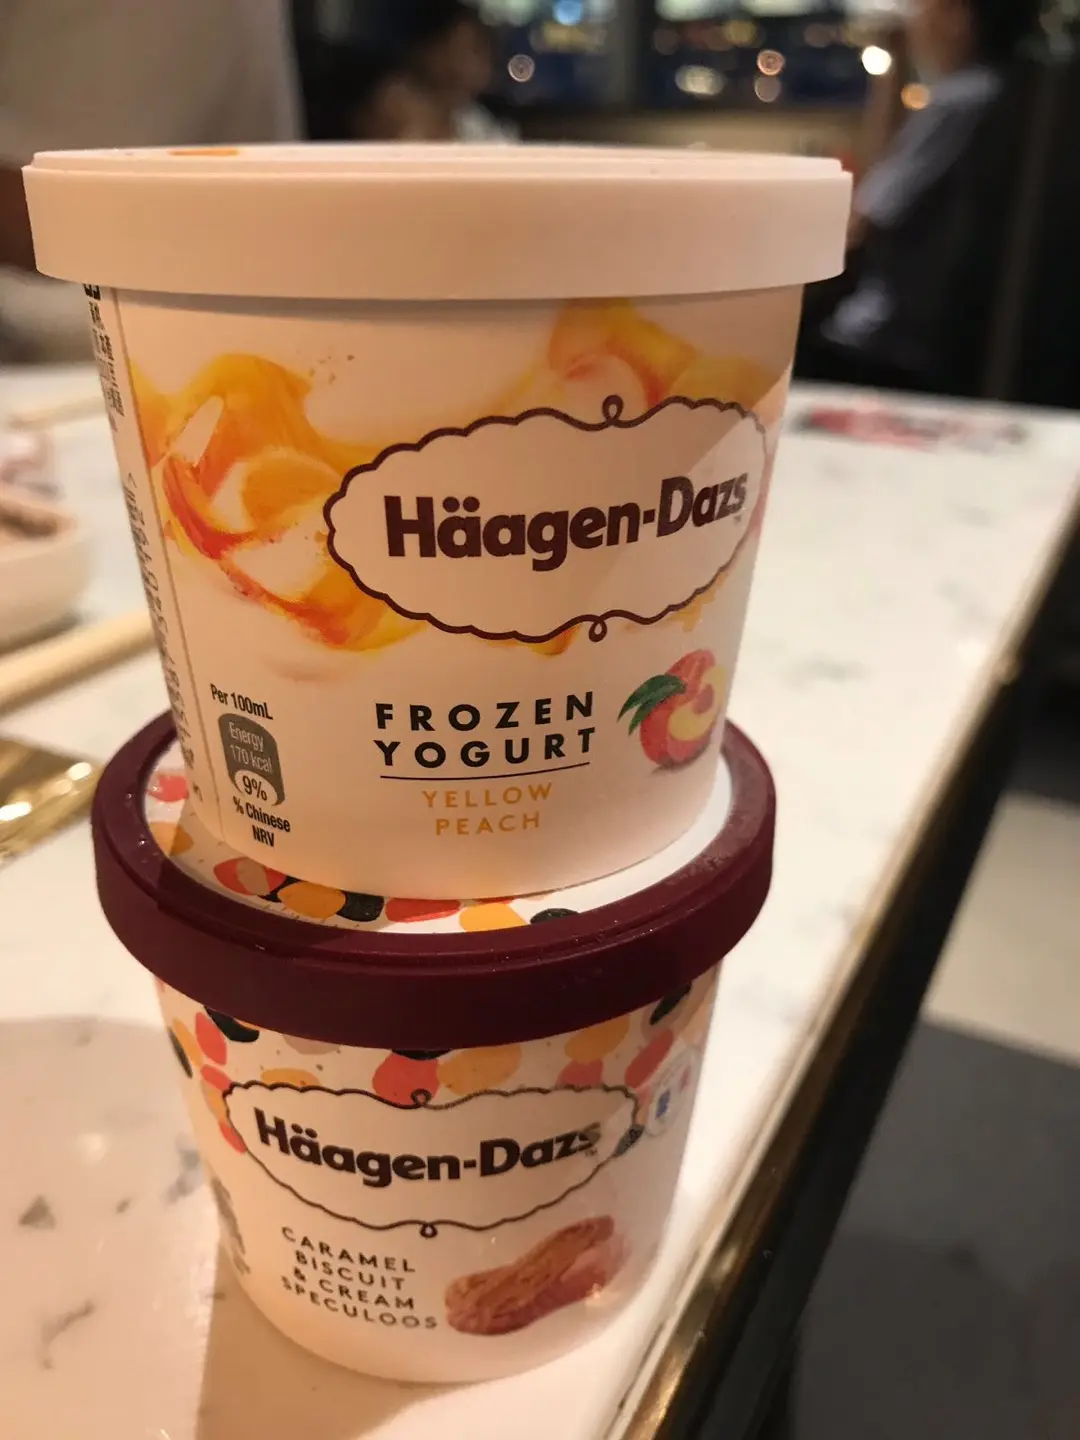 Häagen-Dazs
FROZEN
YOGURT
YELLOW
PEACH
Per 100mL
Energy
170 kcal
9%
% Chinese
NRV
Häagen-Dazs
CARAMEL
BISCUIT
& CREAM
SPECULOOS